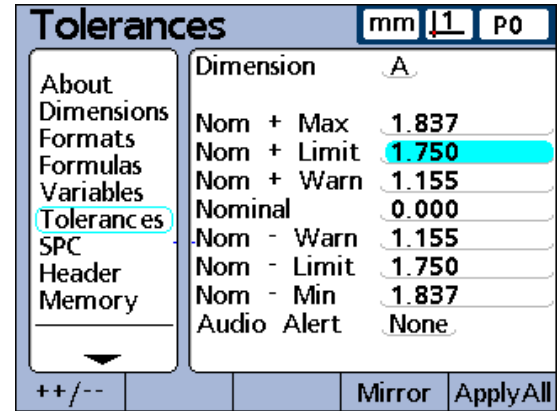 Tolerances mm 1 P0
About
Dimensions
Formats
Formulas
Variables
Tolerances
SPC
Header
Memory
Dimension A
Nom + Max 1.837
Nom + Limit 1.750
Nom + Warn 1.155
Nominal 0.000
Nom - Warn 1.155
Nom - Limit 1.750
Nom - Min 1.837
Audio Alert None
++/-- Mirror ApplyAll